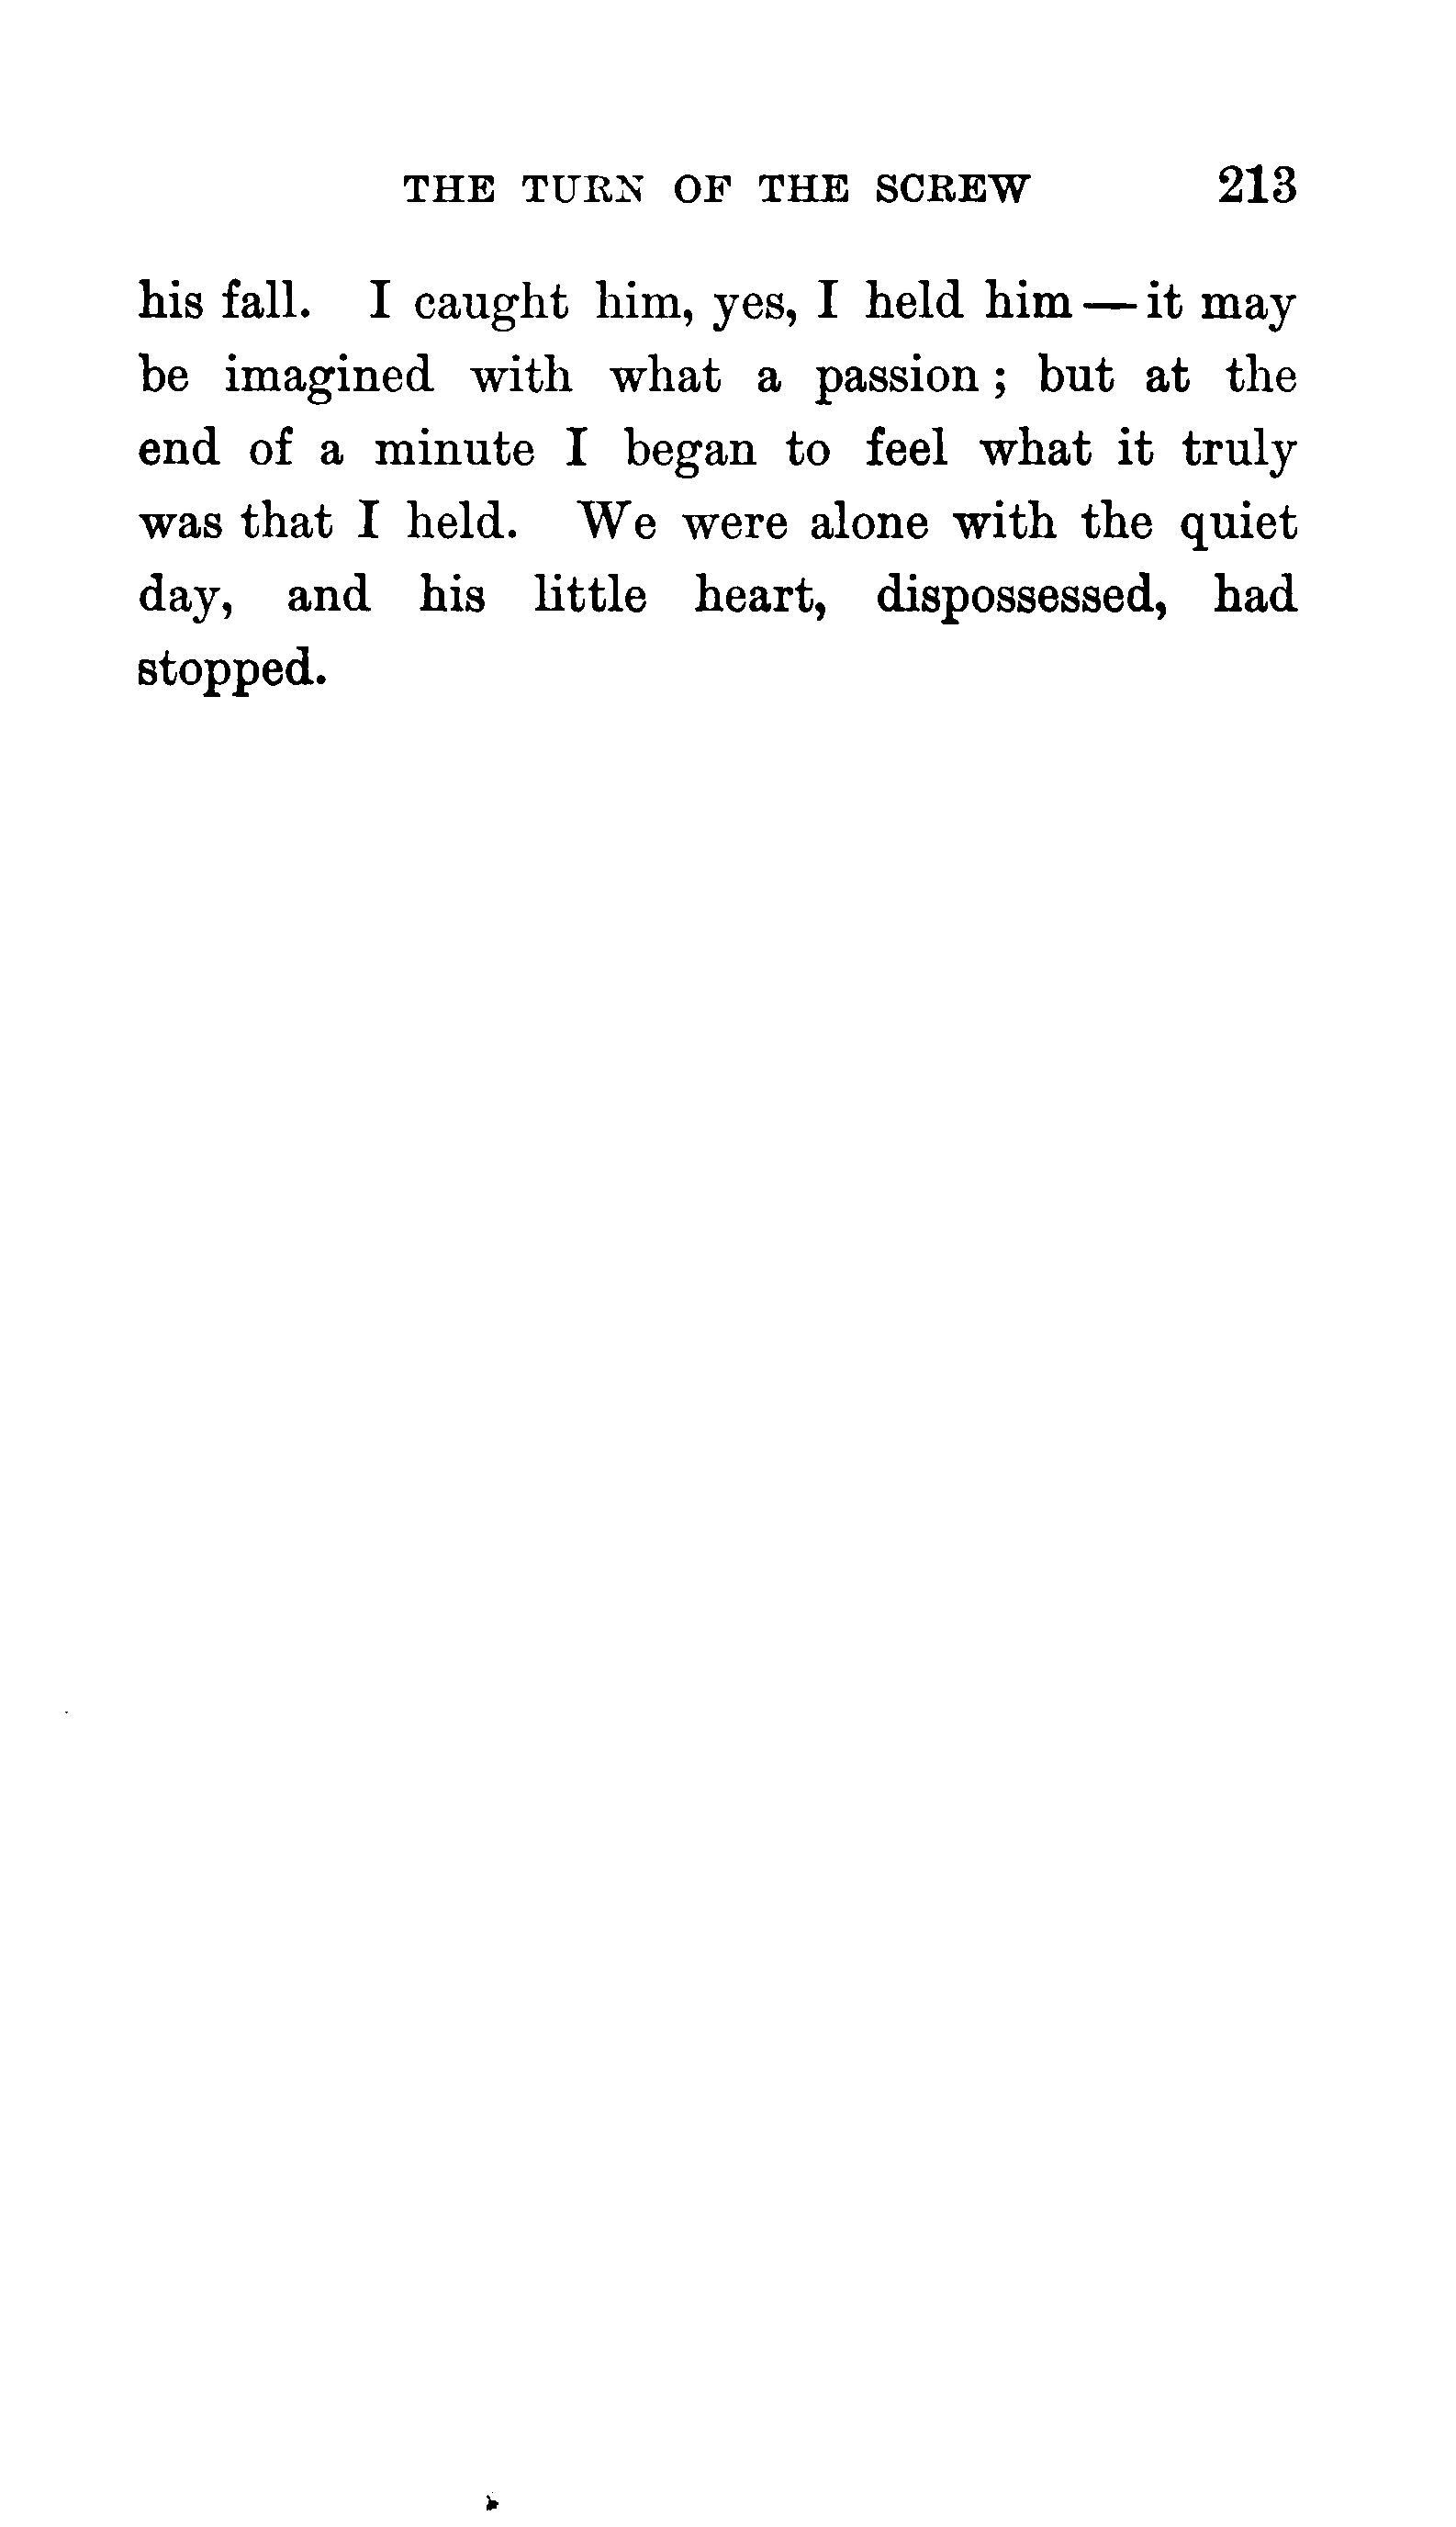 THE TURN OF THE SCREW 213
his fall. I caught him, yes, I held him — it may
be imagined with what a passion; but at the
end of a minute I began to feel what it truly
was that I held. We were alone with the quiet
day, and his little heart, dispossessed, had
stopped.